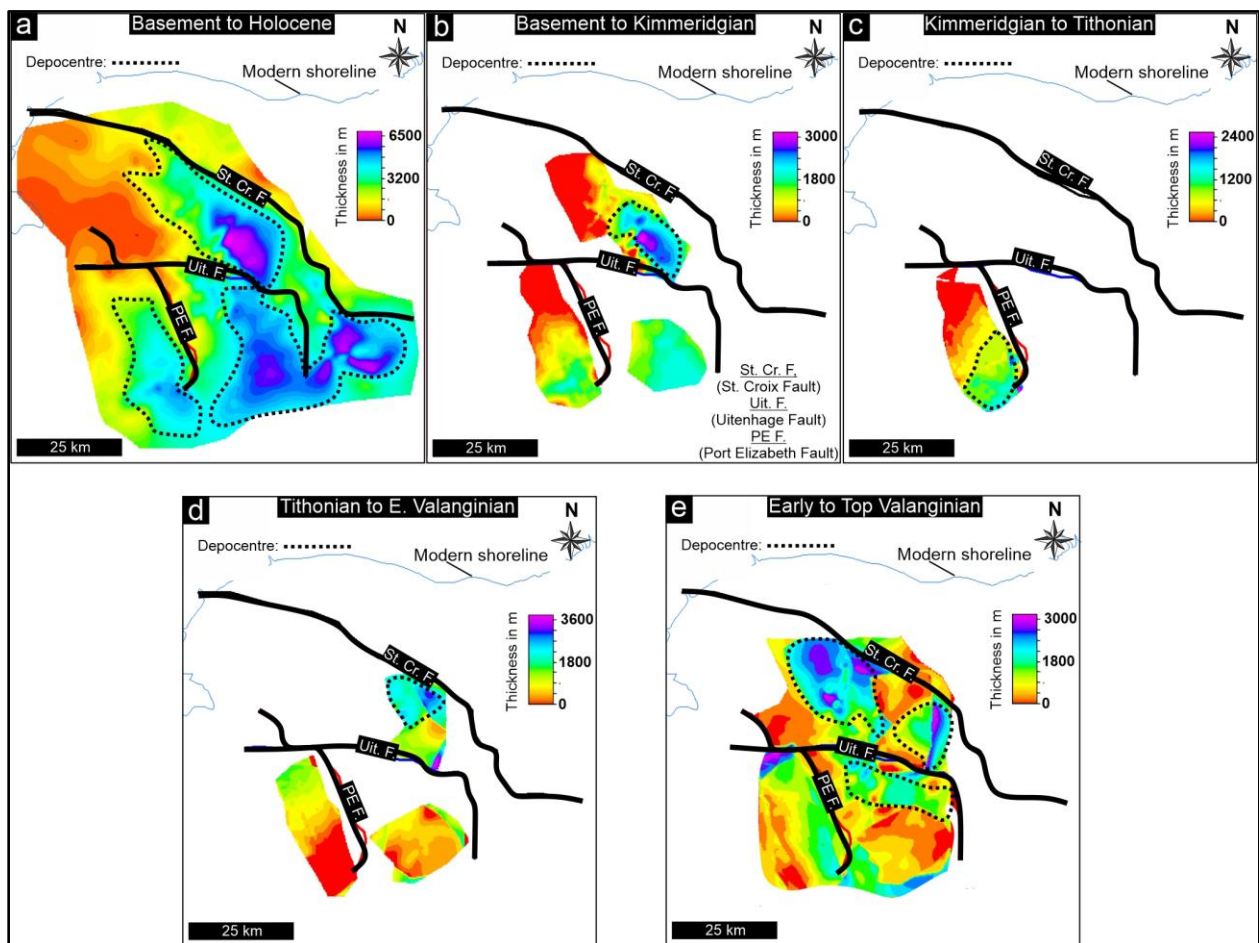 a
Basement to Holocene
N
Depocentre:
Modern shoreline
Thickness in m
6500
3200
0
St. Cr. F.
Uit. F.
PE F.
25 km
b
Basement to Kimmeridgian
N
Depocentre:
Modern shoreline
Thickness in m
3000
1800
0
St. Cr. F.
Uit. F.
PE F.
St. Cr. F,
(St. Croix Fault)
Uit. F.
(Uitenhage Fault)
PE F.
(Port Elizabeth Fault)
25 km
c
Kimmeridgian to Tithonian
N
Depocentre:
Modern shoreline
Thickness in m
2400
1200
0
St. Cr. F.
Uit. F.
PE F.
25 km
d
Tithonian to E. Valanginian
N
Depocentre:
Modern shoreline
Thickness in m
3600
1800
0
St. Cr. F.
Uit. F.
PE F.
25 km
e
Early to Top Valanginian
N
Depocentre:
Modern shoreline
Thickness in m
3000
1800
0
St. Cr. F.
Uit. F.
PE F.
25 km